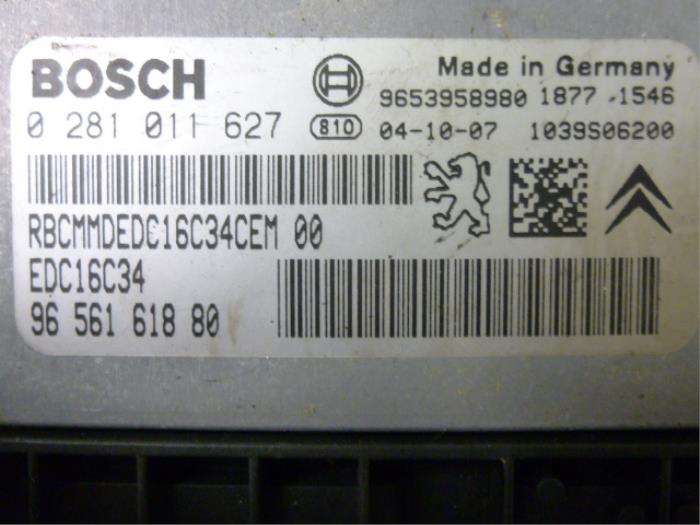 BOSCH
Made in Germany
9653958980 1877 .1546
0 281 011 627
810
04-10-07 1039S06200
RBCMMDEDC16C34CEM 00
EDC16C34
96 561 618 80